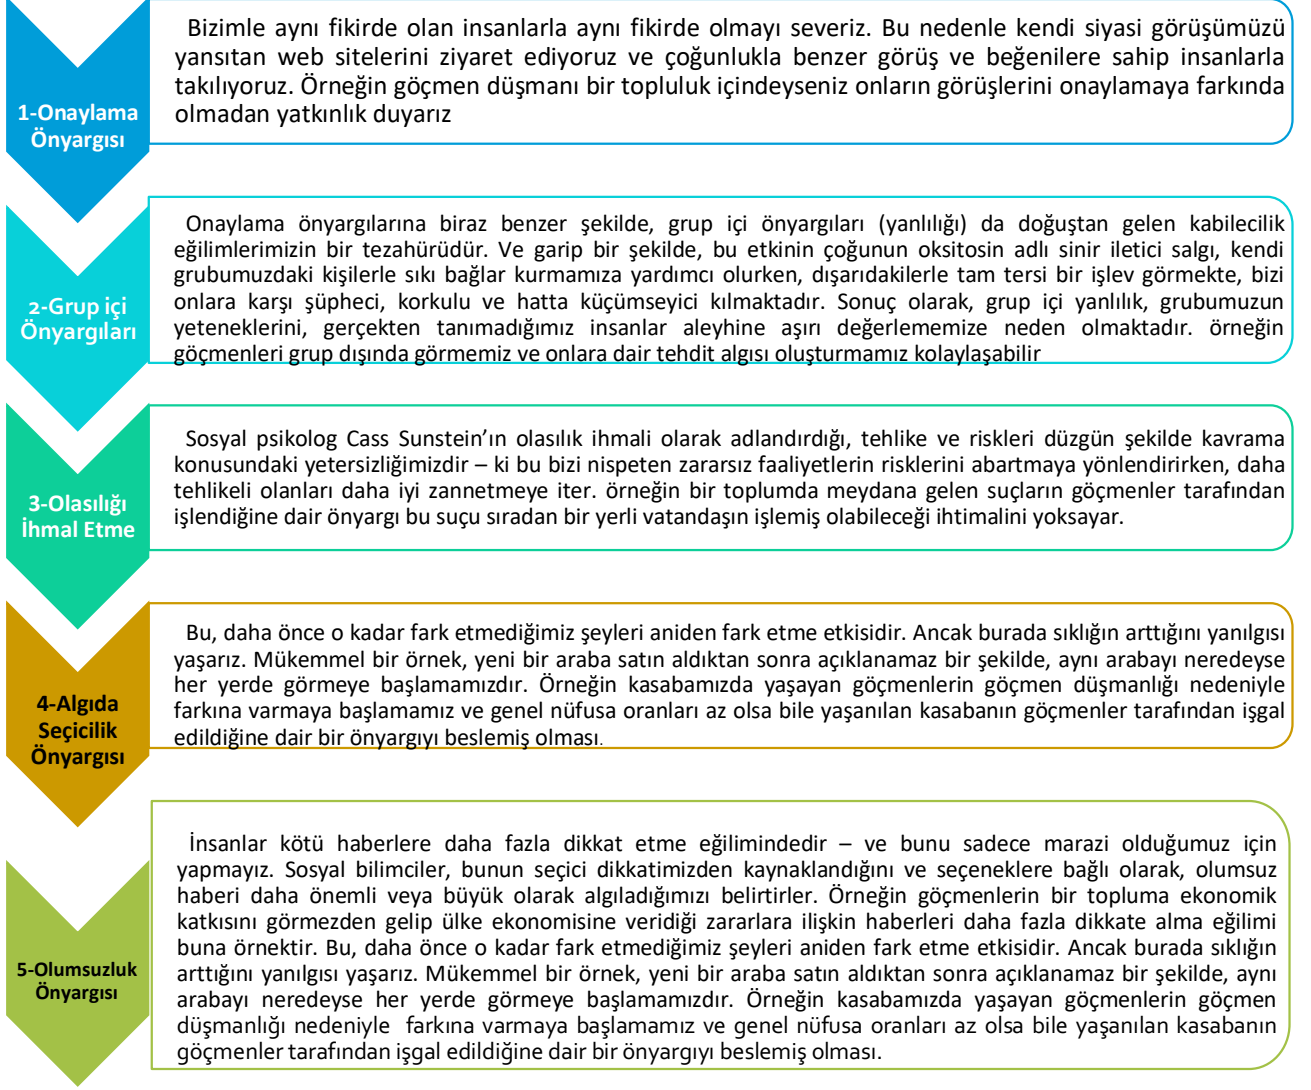 1-Onaylama
Önyargısı
Bizimle aynı fikirde olan insanlarla aynı fikirde olmayı severiz. Bu nedenle kendi siyasi görüşümüzü
yansıtan web sitelerini ziyaret ediyoruz ve çoğunlukla benzer görüş ve beğenilere sahip insanlarla
takılıyoruz. Örneğin göçmen düşmanı bir topluluk içindeyseniz onların görüşlerini onaylamaya farkında
olmadan yatkınlık duyarız
2-Grup içi
Önyargıları
Onaylama önyargılarına biraz benzer şekilde, grup içi önyargıları (yanlılığı) da doğuştan gelen kabilecilik
eğilimlerimizin bir tezahürüdür. Ve garip bir şekilde, bu etkinin çoğunun oksitosin adlı sinir iletici salgı, kendi
grubumuzdaki kişilerle sıkı bağlar kurmamıza yardımcı olurken, dışarıdakilerle tam tersi bir işlev görmekte, bizi
onlara karşı şüpheci, korkulu ve hatta küçümseyici kılmaktadır. Sonuç olarak, grup içi yanlılık, grubumuzun
yeteneklerini, gerçekten tanımadığımız insanlar aleyhine aşırı değerlememize neden olmaktadır. örneğin
göçmenleri grup dışında görmemiz ve onlara dair tehdit algısı oluşturmamız kolaylaşabilir
3-Olasılığı
İhmal Etme
Sosyal psikolog Cass Sunstein’ın olasılık ihmali olarak adlandırdığı, tehlike ve riskleri düzgün şekilde kavrama
konusundaki yetersizliğimizdir – ki bu bizi nispeten zararsız faaliyetlerin risklerini abartmaya yönlendirirken, daha
tehlikeli olanları daha iyi zannetmeye iter. örneğin bir toplumda meydana gelen suçların göçmenler tarafından
işlendiğine dair önyargı bu suçu sıradan bir yerli vatandaşın işlemiş olabileceği ihtimalini yoksayar.
4-Algıda
Seçicilik
Önyargısı
Bu, daha önce o kadar fark etmediğimiz şeyleri aniden fark etme etkisidir. Ancak burada sıklığın arttığını yanılgısı
yaşarız. Mükemmel bir örnek, yeni bir araba satın aldıktan sonra açıklanamaz bir şekilde, aynı arabayı neredeyse
her yerde görmeye başlamamızdır. Örneğin kasabamızda yaşayan göçmenlerin göçmen düşmanlığı nedeniyle
farkına varmaya başlamamız ve genel nüfusa oranları az olsa bile yaşanılan kasabanın göçmenler tarafından işgal
edildiğine dair bir önyargıyı beslemiş olması.
5-Olumsuzluk
Önyargısı
İnsanlar kötü haberlere daha fazla dikkat etme eğilimindedir – ve bunu sadece marazi olduğumuz için
yapmayız. Sosyal bilimciler, bunun seçici dikkatimizden kaynaklandığını ve seçeneklere bağlı olarak, olumsuz
haberi daha önemli veya büyük olarak algıladığımızı belirtirler. Örneğin göçmenlerin bir topluma ekonomik
katkısını görmezden gelip ülke ekonomisine veridiği zararlara ilişkin haberleri daha fazla dikkate alma eğilimi
buna örnektir. Bu, daha önce o kadar fark etmediğimiz şeyleri aniden fark etme etkisidir. Ancak burada sıklığın
arttığını yanılgısı yaşarız. Mükemmel bir örnek, yeni bir araba satın aldıktan sonra açıklanamaz bir şekilde, aynı
arabayı neredeyse her yerde görmeye başlamamızdır. Örneğin kasabamızda yaşayan göçmenlerin göçmen
düşmanlığı nedeniyle farkına varmaya başlamamız ve genel nüfusa oranları az olsa bile yaşanılan kasabanın
göçmenler tarafından işgal edildiğine dair bir önyargıyı beslemiş olması.